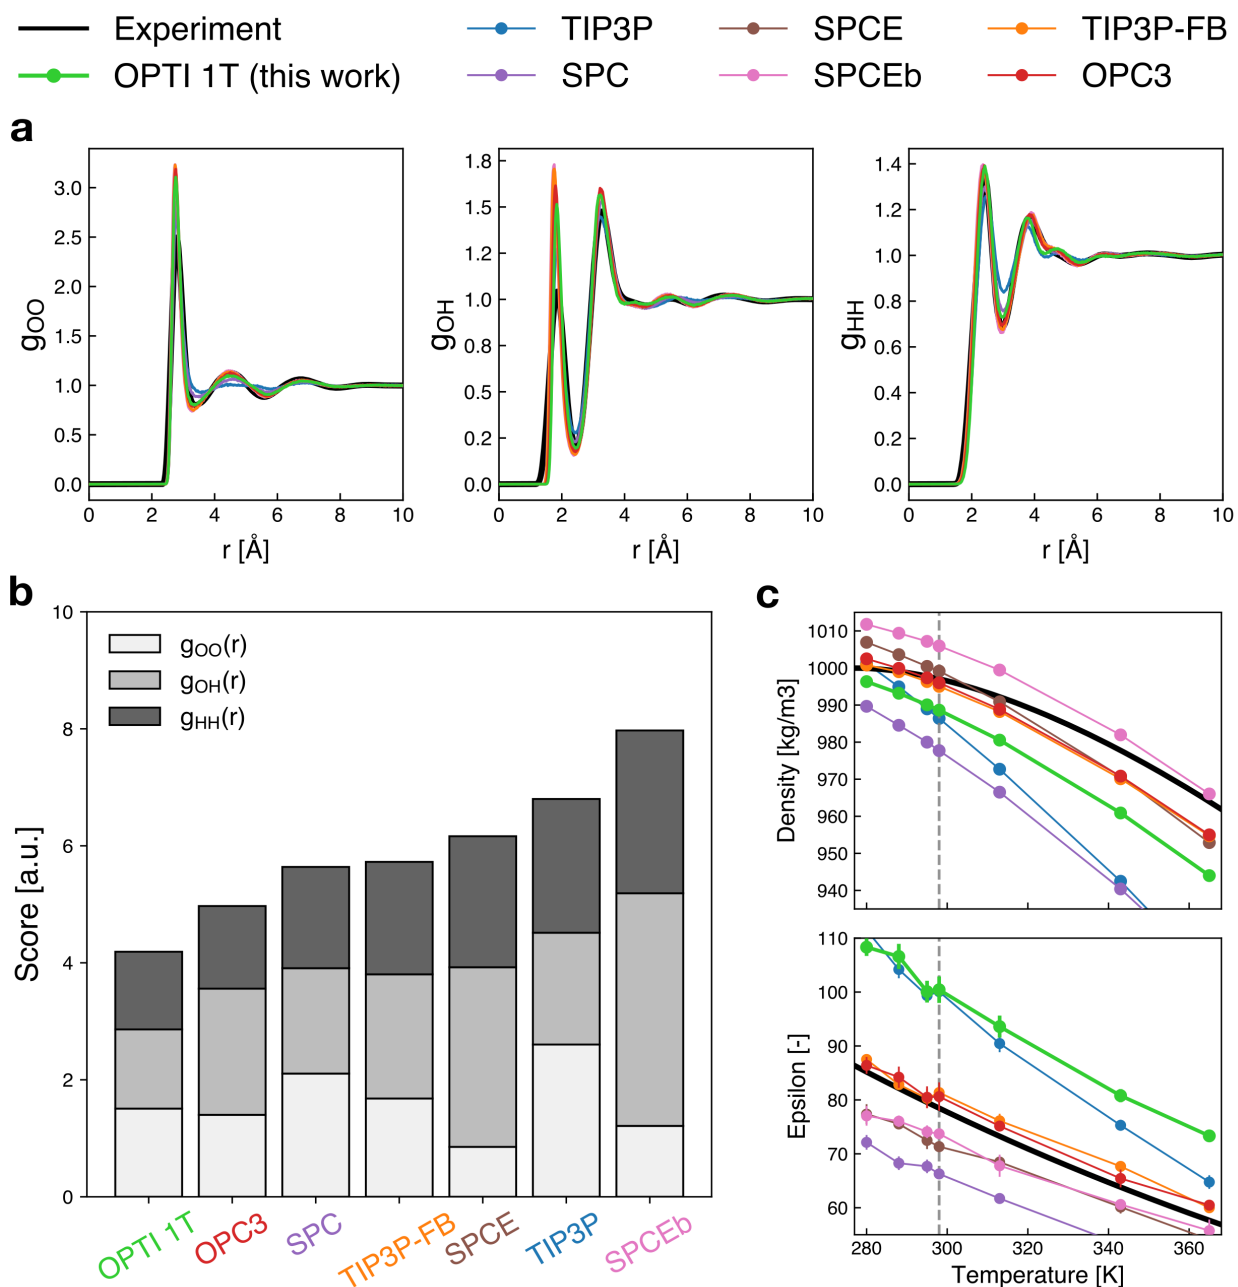 Experiment
TIP3P
SPCE
TIP3P-FB
OPTI 1T (this work)
SPC
SPCEb
OPC3
a
gOO
3.0
2.5
2.0
1.5
1.0
0.5
0.0
0 2 4 6 8 10
r [Å]
gOH
1.8
1.5
1.2
1.0
0.8
0.5
0.2
0.0
0 2 4 6 8 10
r [Å]
gHH
1.4
1.2
1.0
0.8
0.6
0.4
0.2
0.0
0 2 4 6 8 10
r [Å]
b
Score [a.u.]
10
8
6
4
2
0
gOO(r)
gOH(r)
gHH(r)
OPTI 1T
OPC3
SPC
TIP3P-FB
SPCE
TIP3P
SPCEb
c
Density [kg/m3]
1010
1000
990
980
970
960
950
940
Epsilon [-]
110
100
90
80
70
60
280 300 320 340 360
Temperature [K]